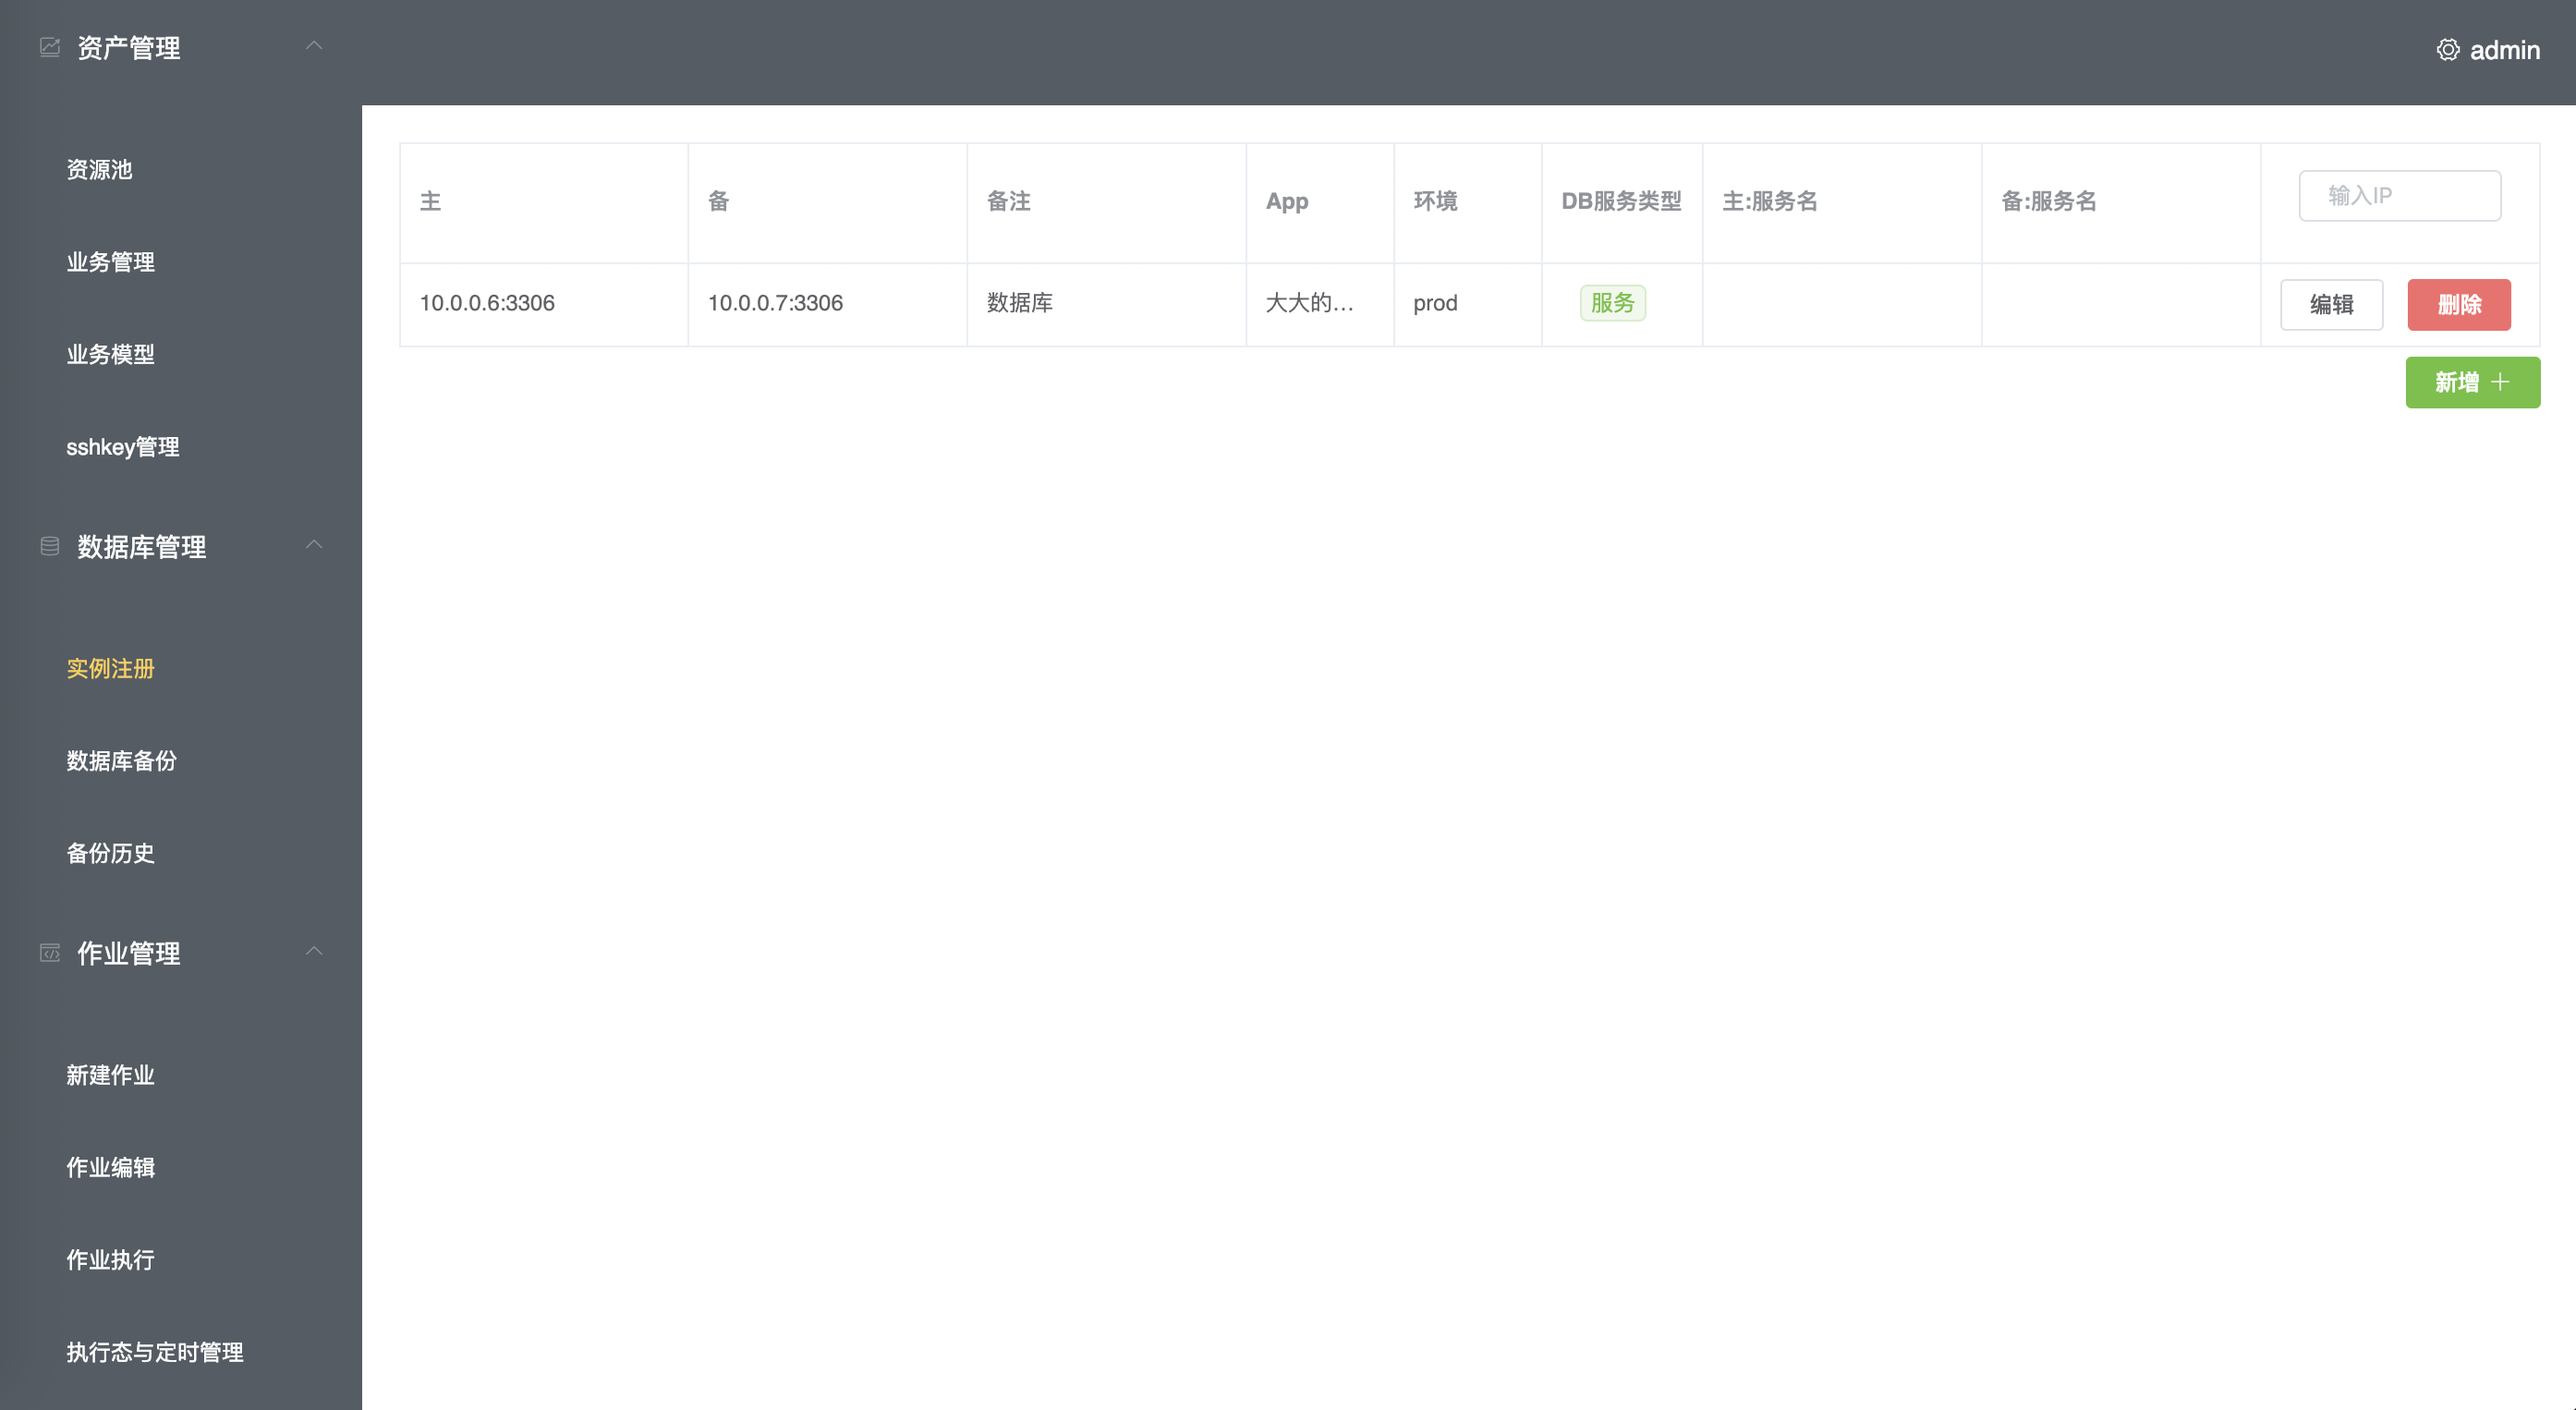 资产管理
admin
资源池
业务管理
业务模型
sshkey管理
数据库管理
实例注册
数据库备份
备份历史
作业管理
新建作业
作业编辑
作业执行
执行态与定时管理
主 备 备注 App 环境 DB服务类型 主:服务名 备:服务名 输入IP
10.0.0.6:3306 10.0.0.7:3306 数据库 大大的... prod 服务 编辑 删除
新增